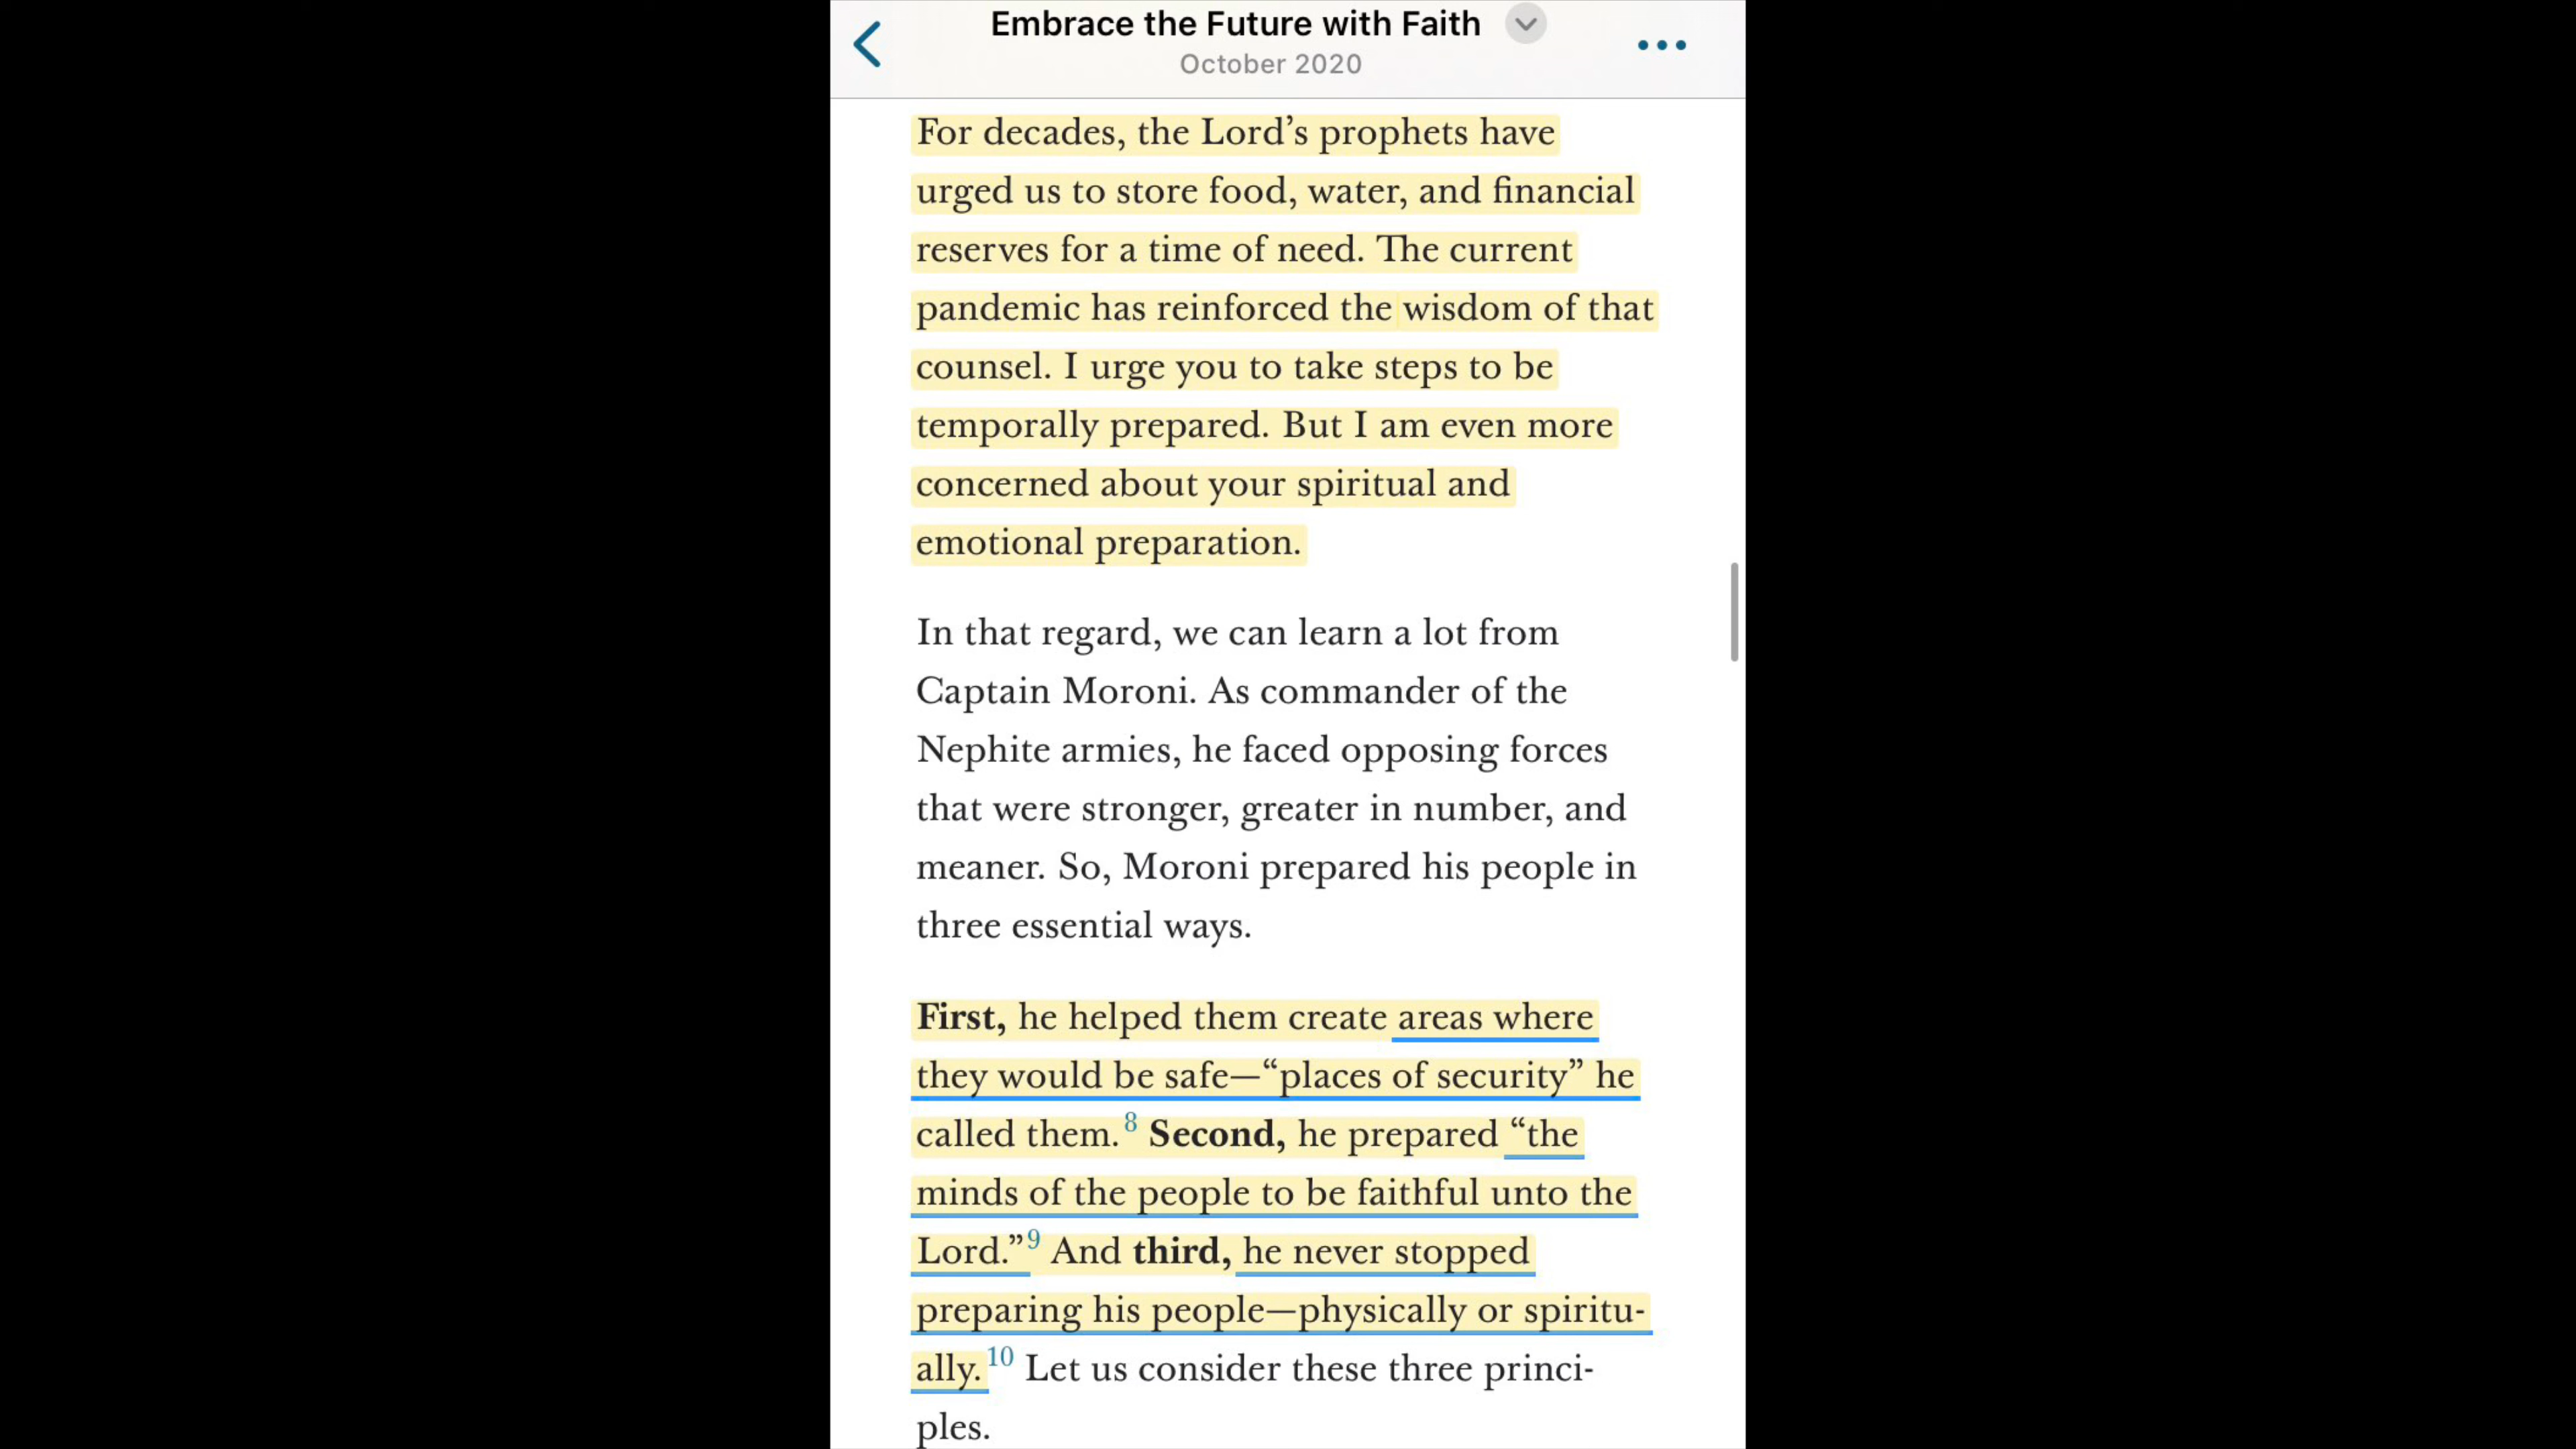 Embrace the Future with Faith
October 2020
For decades, the Lord’s prophets have
urged us to store food, water, and financial
reserves for a time of need. The current
pandemic has reinforced the wisdom of that
counsel. I urge you to take steps to be
temporally prepared. But I am even more
concerned about your spiritual and
emotional preparation.
In that regard, we can learn a lot from
Captain Moroni. As commander of the
Nephite armies, he faced opposing forces
that were stronger, greater in number, and
meaner. So, Moroni prepared his people in
three essential ways.
First, he helped them create areas where
they would be safe—“places of security” he
called them.8 Second, he prepared “the
minds of the people to be faithful unto the
Lord.”9 And third, he never stopped
preparing his people—physically or spiritu-
ally.10 Let us consider these three princi-
ples.